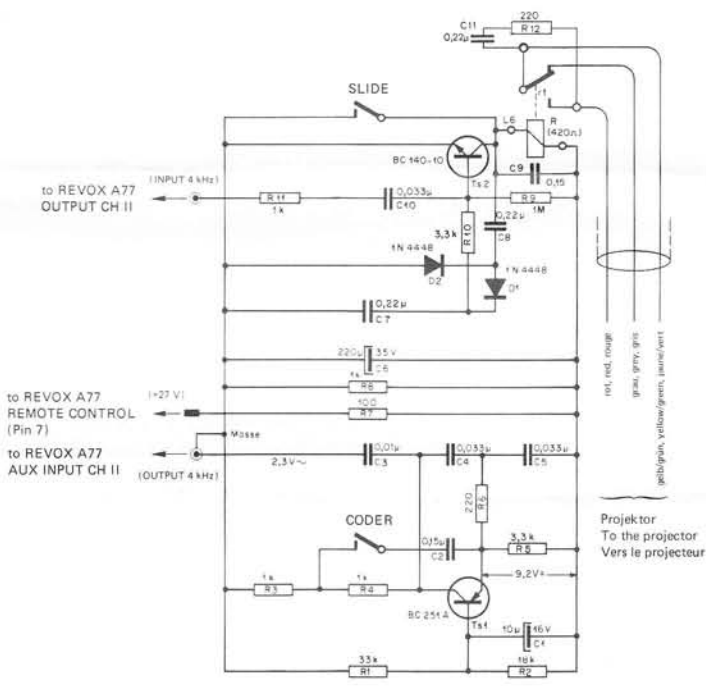 C11
0,22µ
220
R12
r1
SLIDE
L6
R
(420Ω)
BC 140-10
Ts2
C9
0,15
to REVOX A77
OUTPUT CH II
(INPUT 4 kHz)
R11
1k
0,033µ
C10
R9
1M
3,3k
R10
0,22µ
C8
1N 4448
D2
1N 4448
D1
0,22µ
C7
220µ
35V
C6
1k
R8
to REVOX A77
REMOTE CONTROL
(Pin 7)
(+27 V)
100
R7
Masse
to REVOX A77
AUX INPUT CH II
(OUTPUT 4 kHz)
2,3V~
0,01µ
C3
0,033µ
C4
0,033µ
C5
220
R6
CODER
0,15µ
C2
3,3k
R5
9,2V=
1k
R3
1k
R4
BC 251 A
Ts1
10µ
16V
C1
33k
R1
18k
R2
rot, red, rouge
grau, grey, gris
gelb/grün, yellow/green, jaune/vert
Projektor
To the projector
Vers le projecteur